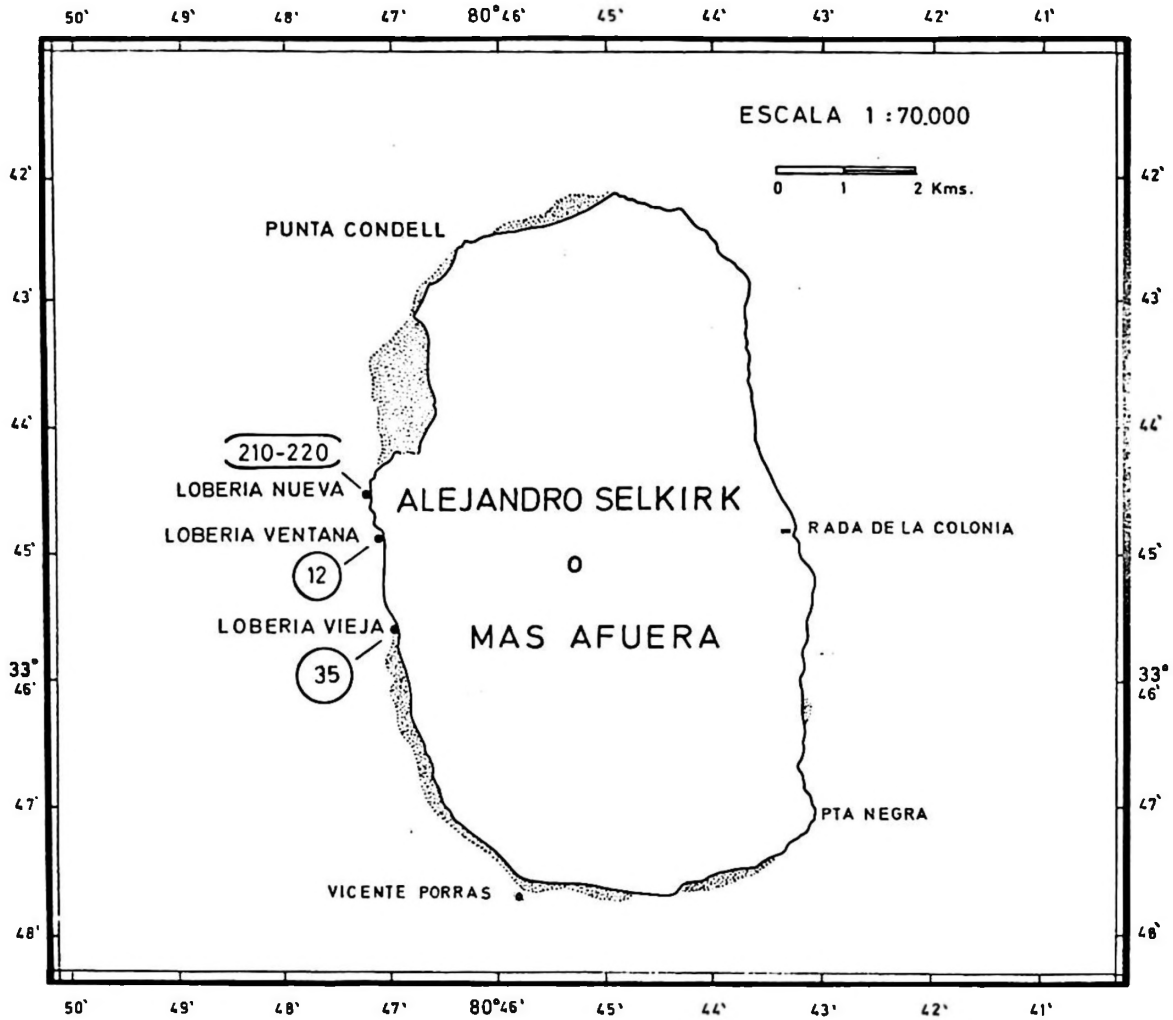 50' 49' 48' 47' 80°46' 45' 44' 43' 42' 41'
ESCALA 1:70.000
0 1 2 Kms.
42' 42'
PUNTA CONDELL
43' 43'
44' 44'
210-220
LOBERIA NUEVA
ALEJANDRO SELKIRK
LOBERIA VENTANA
RADA DE LA COLONIA
45' 45'
O
12
LOBERIA VIEJA
MAS AFUERA
35
33° 33°
46' 46'
47' 47'
PTA NEGRA
VICENTE PORRAS
48' 48'
50' 49' 48' 47' 80°46' 45' 44' 43' 42' 41'